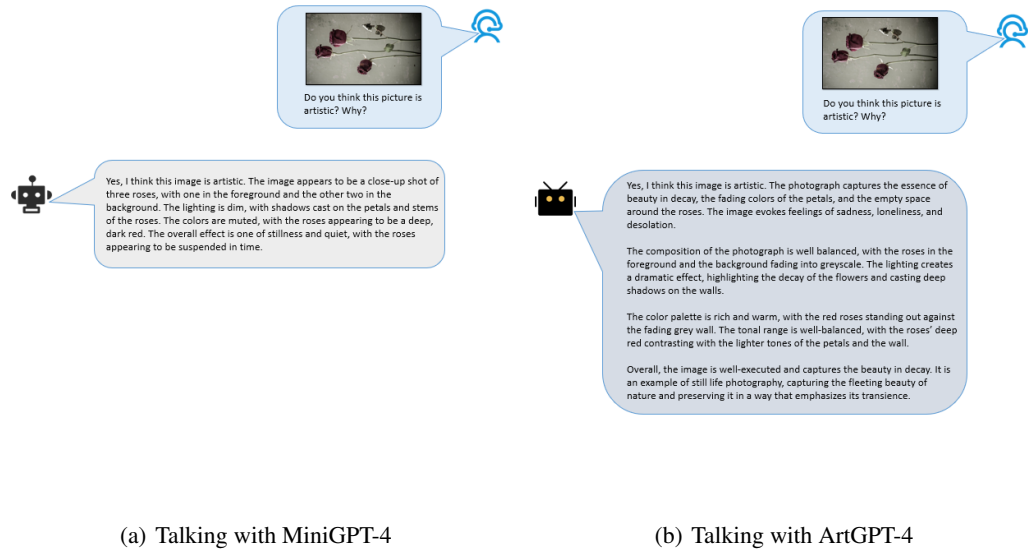 Do you think this picture is
artistic? Why?
Yes, I think this image is artistic. The image appears to be a close-up shot of
three roses, with one in the foreground and the other two in the
background. The lighting is dim, with shadows cast on the petals and stems
of the roses. The colors are muted, with the roses appearing to be a deep,
dark red. The overall effect is one of stillness and quiet, with the roses
appearing to be suspended in time.
(a) Talking with MiniGPT-4
Do you think this picture is
artistic? Why?
Yes, I think this image is artistic. The photograph captures the essence of
beauty in decay, the fading colors of the petals, and the empty space
around the roses. The image evokes feelings of sadness, loneliness, and
desolation.
The composition of the photograph is well balanced, with the roses in the
foreground and the background fading into greyscale. The lighting creates
a dramatic effect, highlighting the decay of the flowers and casting deep
shadows on the walls.
The color palette is rich and warm, with the red roses standing out against
the fading grey wall. The tonal range is well-balanced, with the roses' deep
red contrasting with the lighter tones of the petals and the wall.
Overall, the image is well-executed and captures the beauty in decay. It is
an example of still life photography, capturing the fleeting beauty of
nature and preserving it in a way that emphasizes its transience.
(b) Talking with ArtGPT-4